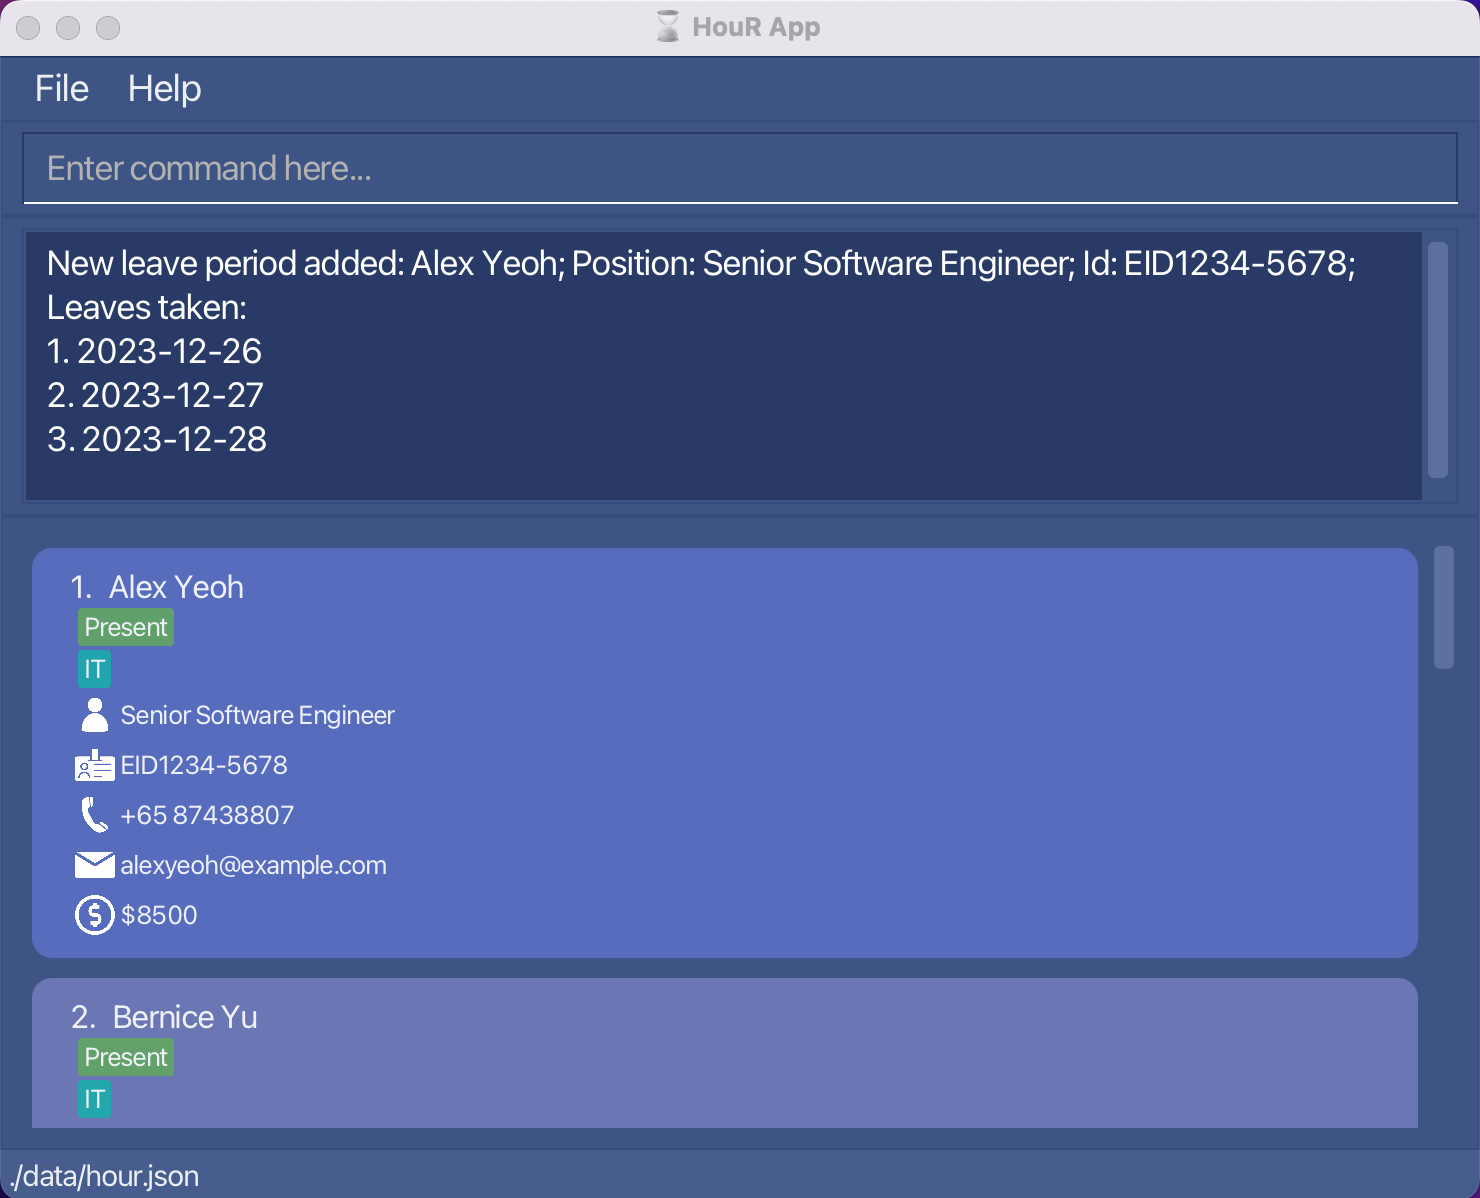 HouR App
File Help
Enter command here...
New leave period added: Alex Yeoh; Position: Senior Software Engineer; Id: EID1234-5678;
Leaves taken:
1. 2023-12-26
2. 2023-12-27
3. 2023-12-28
1. Alex Yeoh
Present
IT
Senior Software Engineer
EID1234-5678
+65 87438807
alexyeoh@example.com
$8500
2. Bernice Yu
Present
IT
./data/hour.json